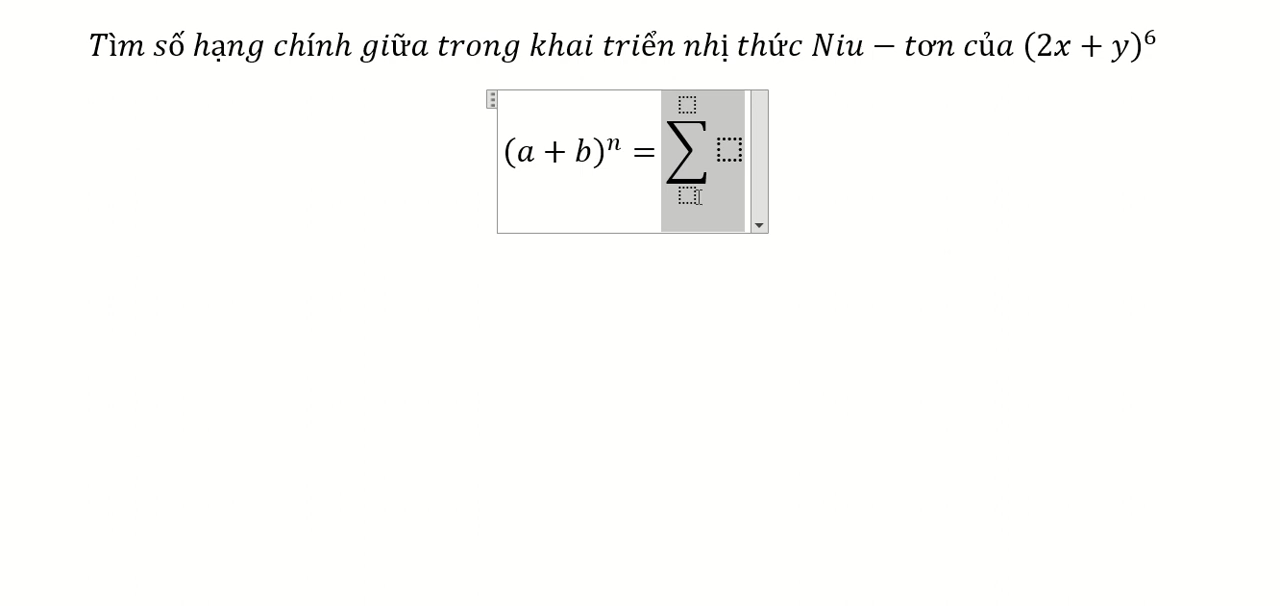 Tìm số hạng chính giữa trong khai triển nhị thức Niu − tơn của (2x + y)⁶
(a + b)ⁿ = ∑